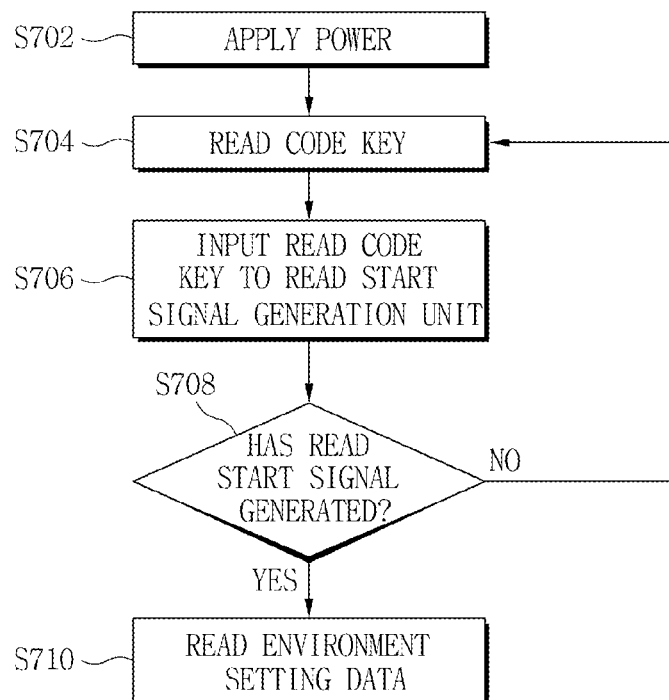 S702
APPLY POWER
S704
READ CODE KEY
S706
INPUT READ CODE
KEY TO READ START
SIGNAL GENERATION UNIT
S708
HAS READ
START SIGNAL
GENERATED?
NO
YES
S710
READ ENVIRONMENT
SETTING DATA